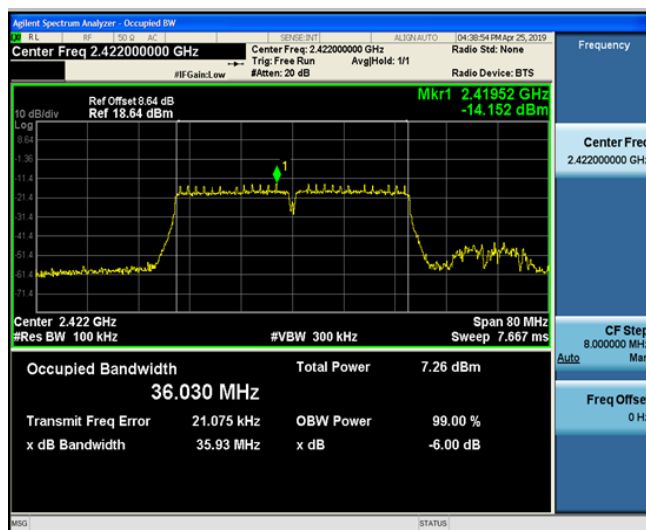 Agilent Spectrum Analyzer - Occupied BW
RL RF 50 Ω AC SENSE:INT ALIGN AUTO 04:38:54 PM Apr 25, 2019
Center Freq 2.422000000 GHz
Center Freq: 2.422000000 GHz
Radio Std: None
Trig: Free Run Avg|Hold: 1/1
#IFGain:Low #Atten: 20 dB Radio Device: BTS
Frequency
Mkr1 2.41952 GHz
-14.152 dBm
Ref Offset 8.64 dB
10 dB/div Ref 18.64 dBm
Log
8.64
-1.36
-11.4
-21.4
-31.4
-41.4
-51.4
-61.4
-71.4
1
Center 2.422 GHz Span 80 MHz
#Res BW 100 kHz #VBW 300 kHz Sweep 7.667 ms
Occupied Bandwidth Total Power 7.26 dBm
36.030 MHz
Transmit Freq Error 21.075 kHz OBW Power 99.00 %
x dB Bandwidth 35.93 MHz x dB -6.00 dB
Center Freq
2.422000000 GHz
CF Step
8.000000 MHz
Auto Man
Freq Offset
0 Hz
MSG STATUS